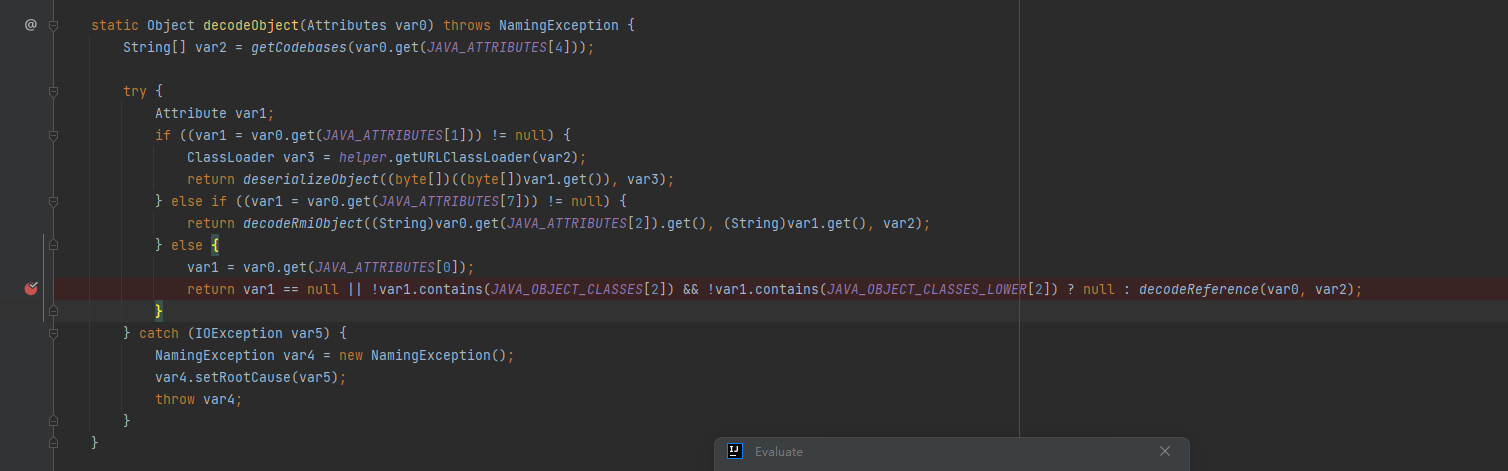 @ static Object decodeObject(Attributes var0) throws NamingException {
String[] var2 = getCodebases(var0.get(JAVA_ATTRIBUTES[4]));
try {
Attribute var1;
if ((var1 = var0.get(JAVA_ATTRIBUTES[1])) != null) {
ClassLoader var3 = helper.getURLClassLoader(var2);
return deserializeObject((byte[])((byte[])var1.get()), var3);
} else if ((var1 = var0.get(JAVA_ATTRIBUTES[7])) != null) {
return decodeRmiObject((String)var0.get(JAVA_ATTRIBUTES[2]).get(), (String)var1.get(), var2);
} else {
var1 = var0.get(JAVA_ATTRIBUTES[0]);
return var1 == null || !var1.contains(JAVA_OBJECT_CLASSES[2]) && !var1.contains(JAVA_OBJECT_CLASSES_LOWER[2]) ? null : decodeReference(var0, var2);
}
} catch (IOException var5) {
NamingException var4 = new NamingException();
var4.setRootCause(var5);
throw var4;
}
}
IJ Evaluate